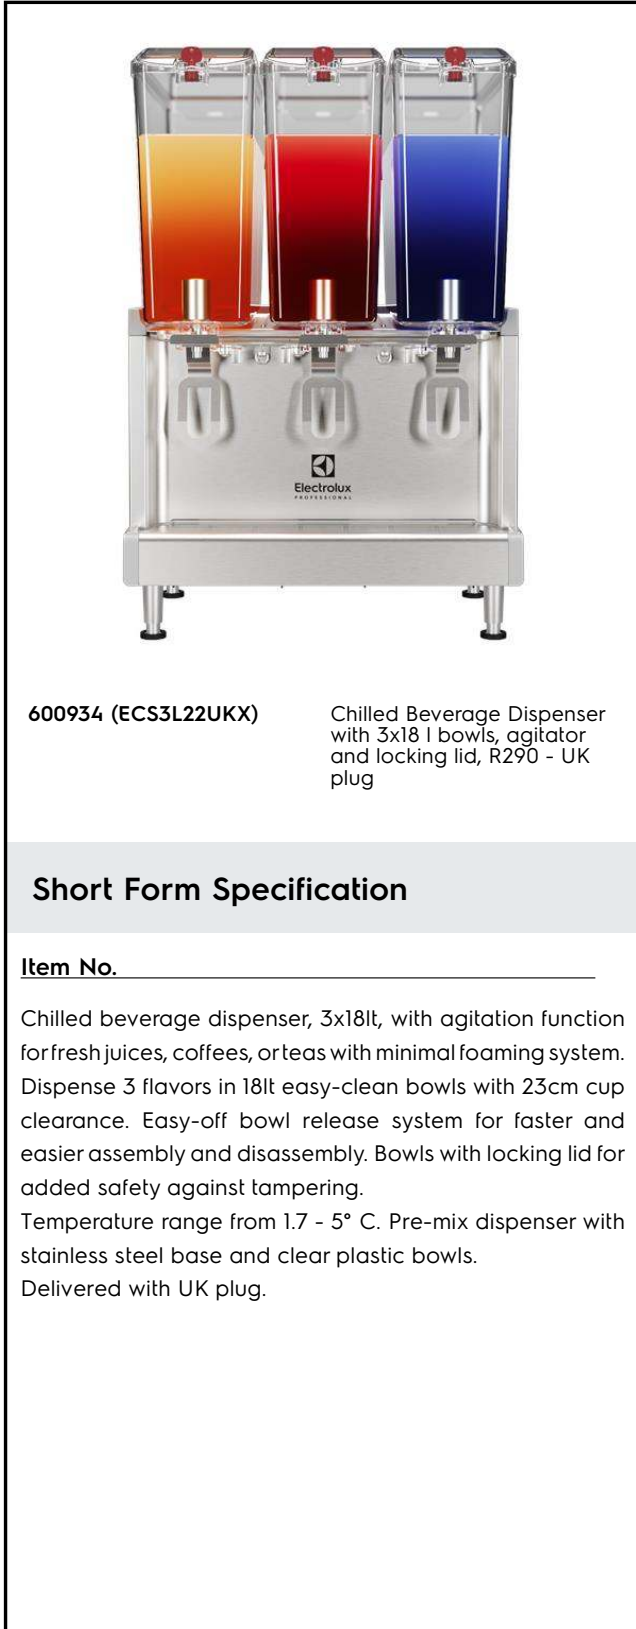 Electrolux
PROFESSIONAL
600934 (ECS3L22UKX)
Chilled Beverage Dispenser
with 3x18 l bowls, agitator
and locking lid, R290 - UK
plug
Short Form Specification
Item No.
Chilled beverage dispenser, 3x18lt, with agitation function
for fresh juices, coffees, or teas with minimal foaming system.
Dispense 3 flavors in 18lt easy-clean bowls with 23cm cup
clearance. Easy-off bowl release system for faster and
easier assembly and disassembly. Bowls with locking lid for
added safety against tampering.
Temperature range from 1.7 - 5° C. Pre-mix dispenser with
stainless steel base and clear plastic bowls.
Delivered with UK plug.